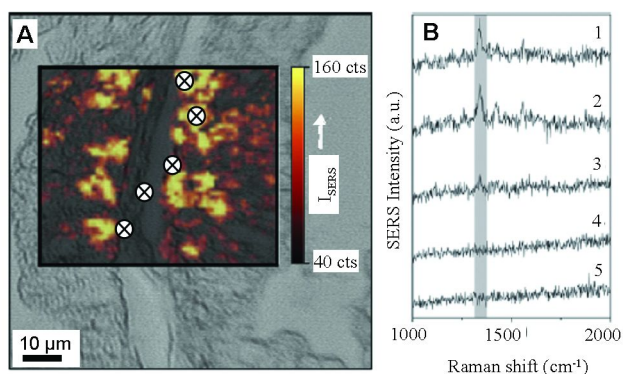 A
160 cts
I_SERS
40 cts
10 µm
B
SERS Intensity (a.u.)
1
2
3
4
5
1000
1500
2000
Raman shift (cm⁻¹)